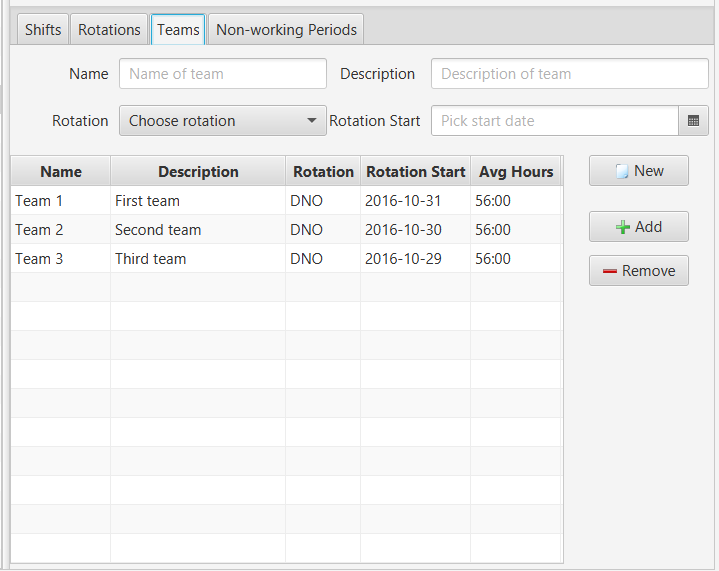 Shifts Rotations Teams Non-working Periods
Name Name of team Description Description of team
Rotation Choose rotation Rotation Start Pick start date
Name Description Rotation Rotation Start Avg Hours New
Team 1 First team DNO 2016-10-31 56:00
Team 2 Second team DNO 2016-10-30 56:00 Add
Team 3 Third team DNO 2016-10-29 56:00
Remove